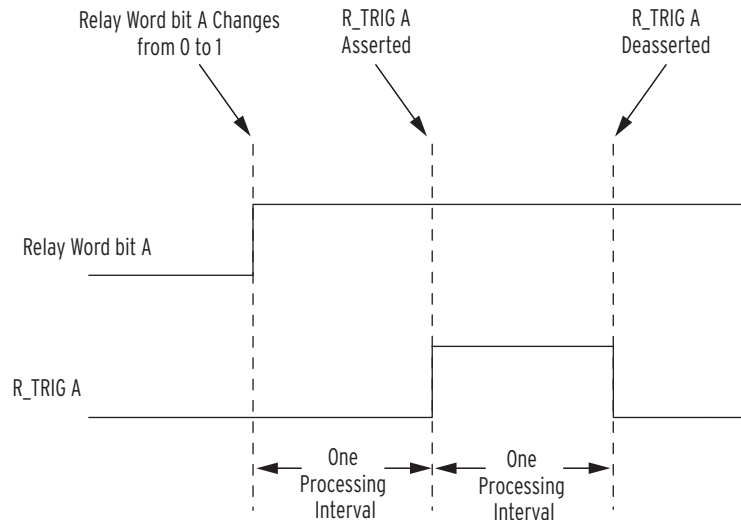 Relay Word bit A Changes
from 0 to 1
R_TRIG A
Asserted
R_TRIG A
Deasserted
Relay Word bit A
R_TRIG A
One
Processing
Interval
One
Processing
Interval